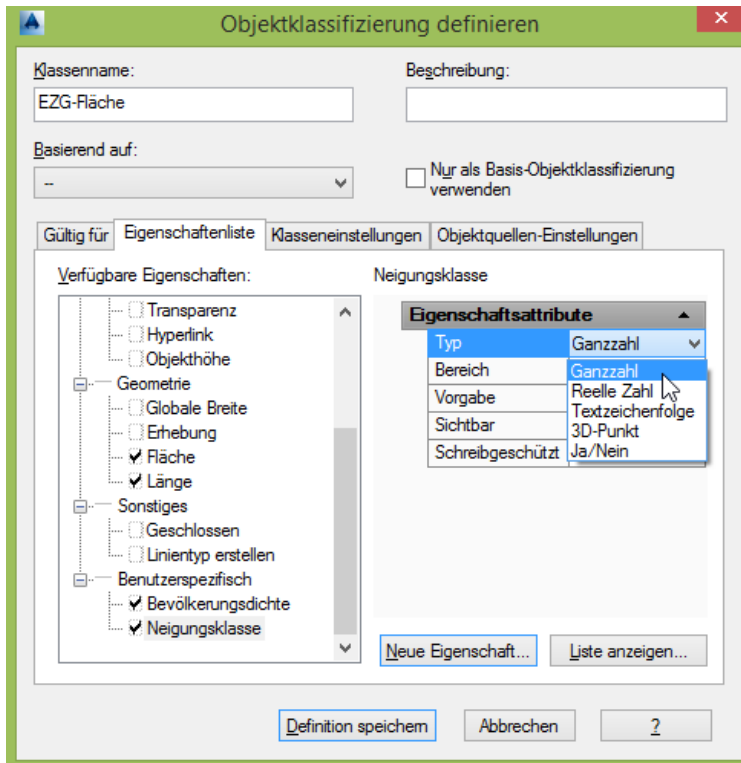 Objektklassifizierung definieren
Klassenname:
Beschreibung:
EZG-Fläche
Basierend auf:
--
Nur als Basis-Objektklassifizierung
verwenden
Gültig für
Eigenschaftenliste
Klasseneinstellungen
Objektquellen-Einstellungen
Verfügbare Eigenschaften:
Neigungsklasse
Transparenz
Hyperlink
Objekthöhe
Geometrie
Globale Breite
Erhebung
Fläche
Länge
Sonstiges
Geschlossen
Linientyp erstellen
Benutzerspezifisch
Bevölkerungsdichte
Neigungsklasse
Eigenschaftsattribute
Typ
Ganzzahl
Bereich
Vorgabe
Sichtbar
Schreibgeschützt
Ganzzahl
Reelle Zahl
Textzeichenfolge
3D-Punkt
Ja/Nein
Neue Eigenschaft...
Liste anzeigen...
Definition speichern
Abbrechen
?